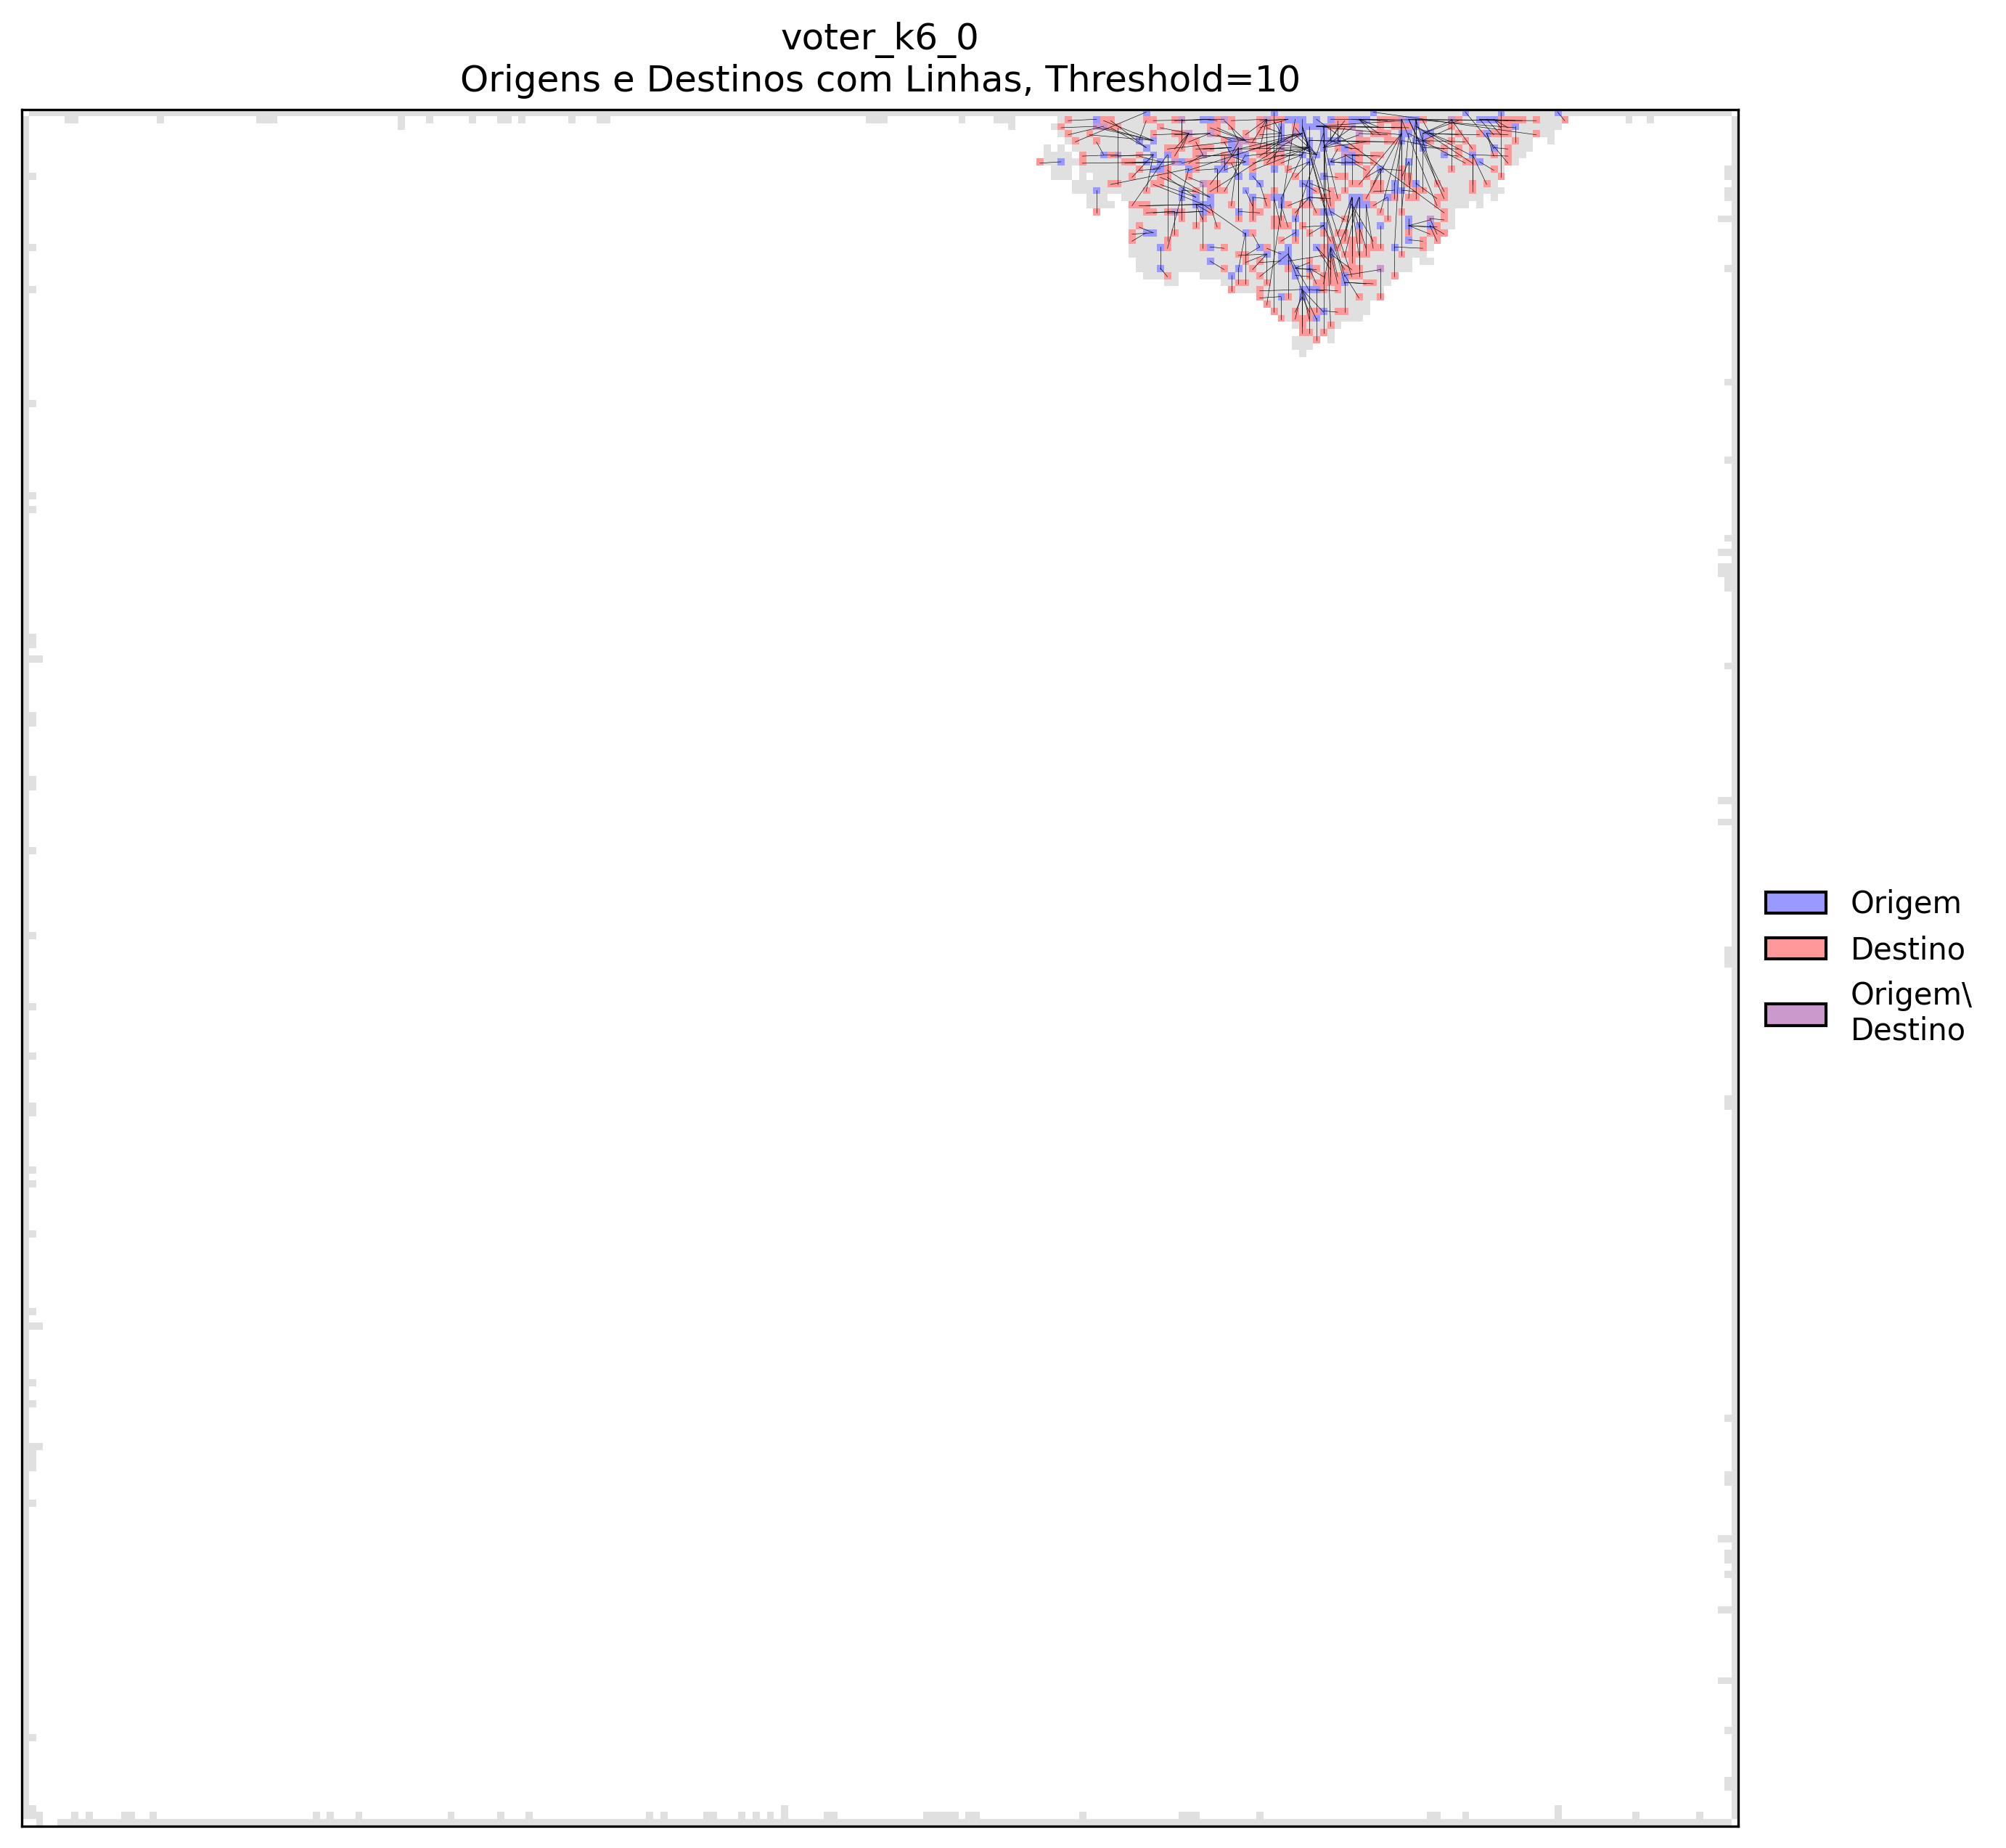 voter_k6_0
Origens e Destinos com Linhas, Threshold=10
Origem
Destino
Origem\
Destino